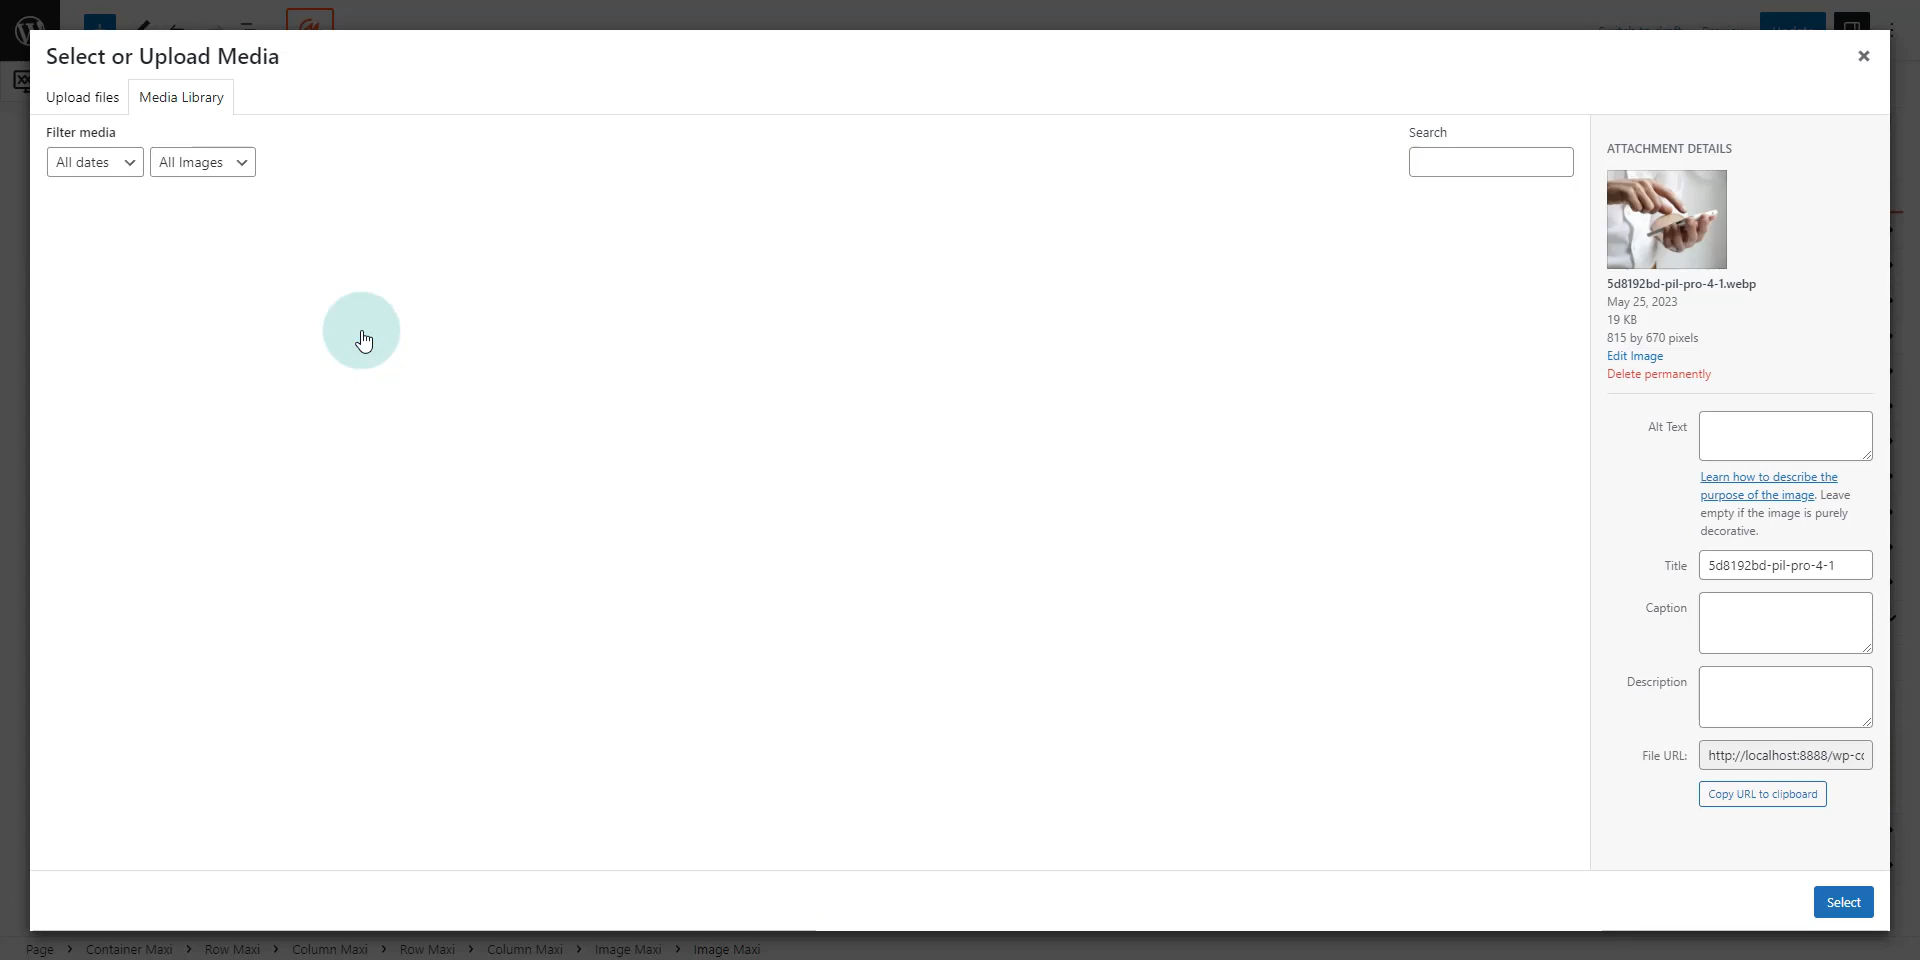 Select or Upload Media
Upload files
Media Library
Filter media
All dates
All Images
Search
ATTACHMENT DETAILS
5d8192bd-pil-pro-4-1.webp
May 25, 2023
19 KB
815 by 670 pixels
Edit Image
Delete permanently
Alt Text
Learn how to describe the
purpose of the image. Leave
empty if the image is purely
decorative.
Title
5d8192bd-pil-pro-4-1
Caption
Description
File URL:
http://localhost:8888/wp-cc
Copy URL to clipboard
Select
Page > Container Maxi > Row Maxi > Column Maxi > Row Maxi > Column Maxi > Image Maxi > Image Maxi